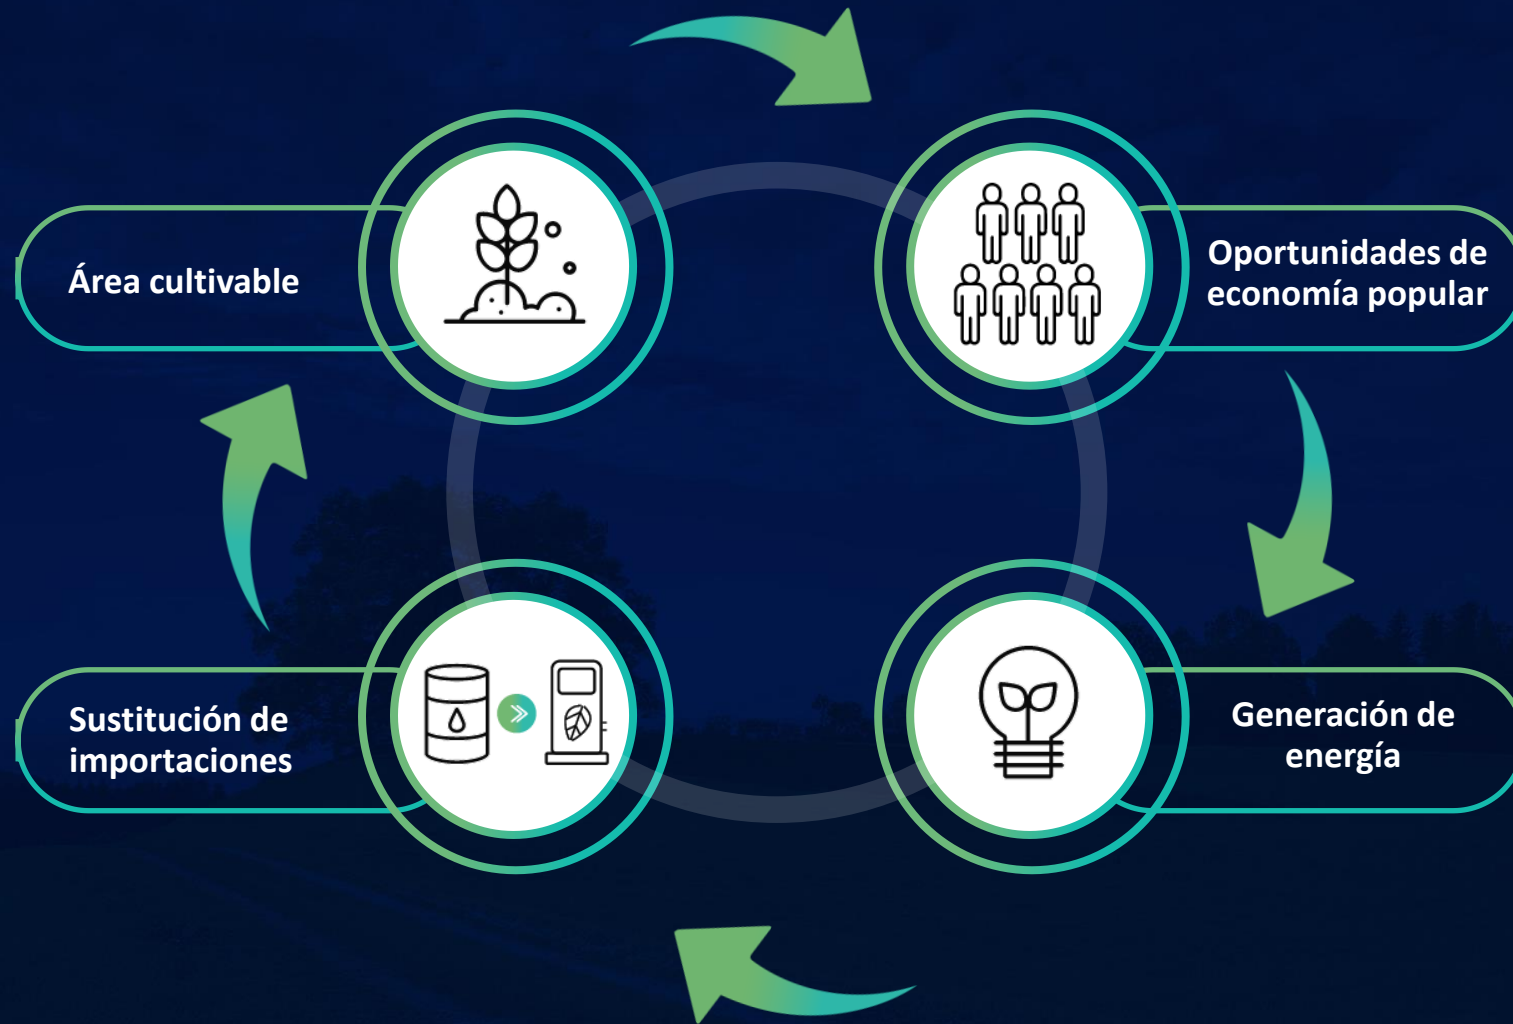 Área cultivable
Oportunidades de
economía popular
Sustitución de
importaciones
Generación de
energía